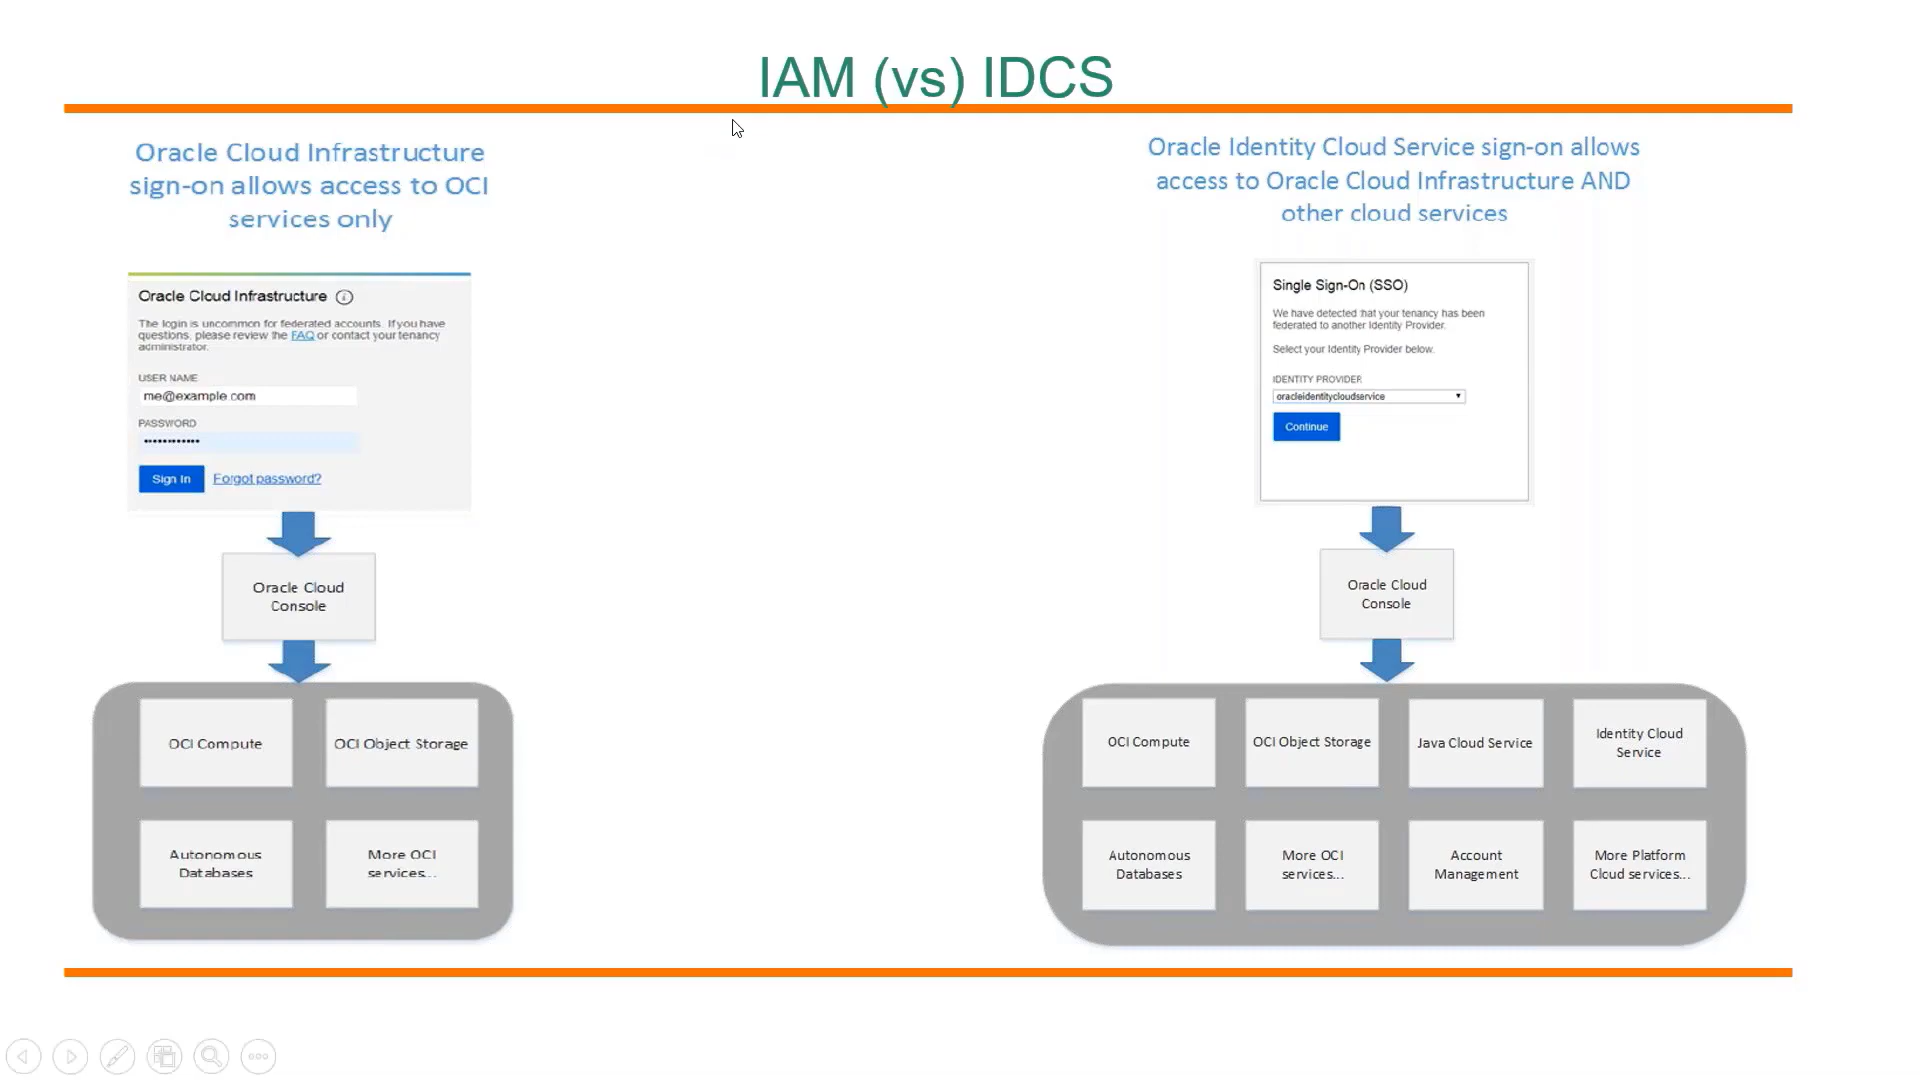 IAM (vs) IDCS
Oracle Cloud Infrastructure
sign-on allows access to OCI
services only
Oracle Cloud Infrastructure
The login is uncommon for federated accounts. If you have
questions, please review the FAQ or contact your tenancy
administrator.
USER NAME
me@example.com
PASSWORD
••••••••••••
Sign In Forgot password?
Oracle Cloud
Console
OCI Compute
OCI Object Storage
Autonomous
Databases
More OCI
services...
Oracle Identity Cloud Service sign-on allows
access to Oracle Cloud Infrastructure AND
other cloud services
Single Sign-On (SSO)
We have detected that your tenancy has been
federated to another Identity Provider.
Select your Identity Provider below.
IDENTITY PROVIDER
oracleidentitycloudservice
Continue
Oracle Cloud
Console
OCI Compute
OCI Object Storage
Java Cloud Service
Identity Cloud
Service
Autonomous
Databases
More OCI
services...
Account
Management
More Platform
Cloud services...